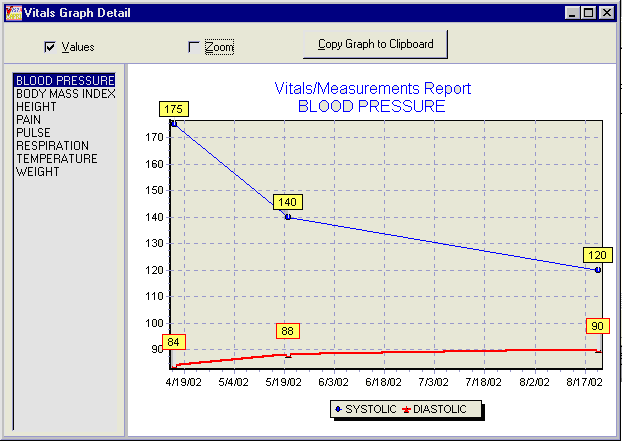 Vitals Graph Detail
Values
Zoom
Copy Graph to Clipboard
BLOOD PRESSURE
BODY MASS INDEX
HEIGHT
PAIN
PULSE
RESPIRATION
TEMPERATURE
WEIGHT
Vitals/Measurements Report
BLOOD PRESSURE
175
170
160
150
140
140
130
120
120
110
100
90
90
88
84
4/19/02 5/4/02 5/19/02 6/3/02 6/18/02 7/3/02 7/18/02 8/2/02 8/17/02
SYSTOLIC DIASTOLIC